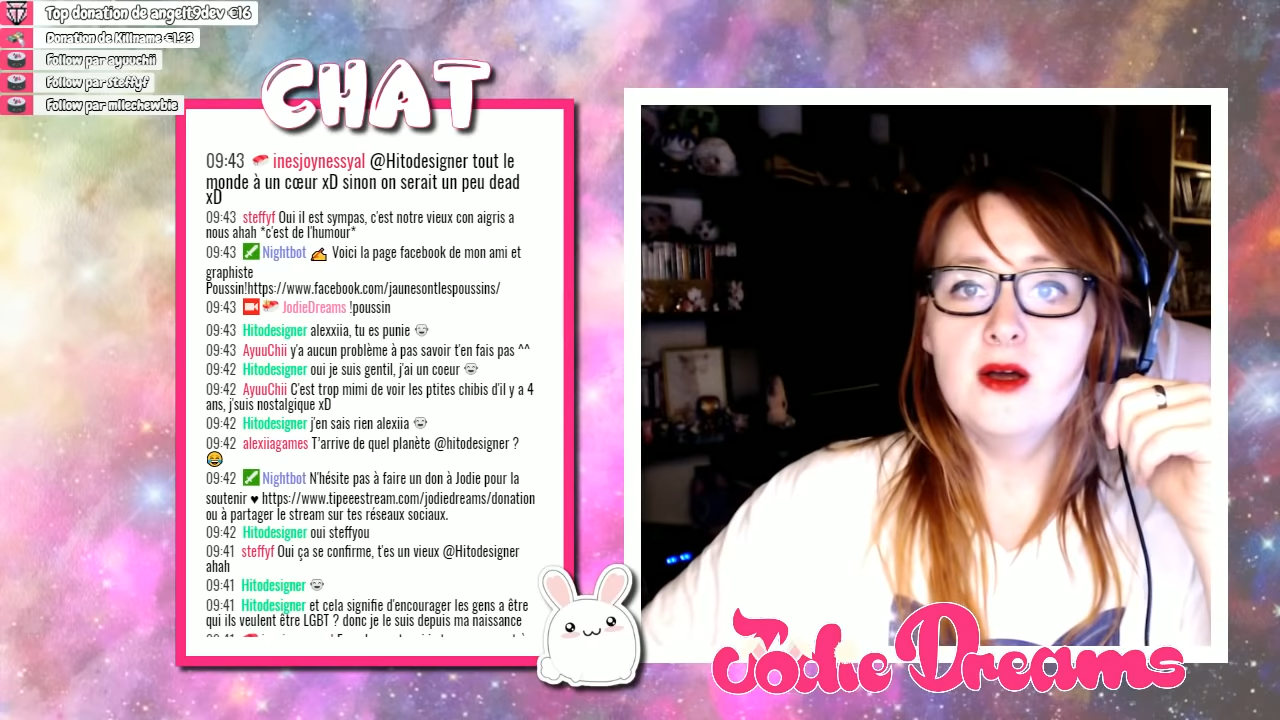 Top donation de angelt9dev €16
Donation de Killname €1.33
Follow par ayuuchii
Follow par steffyf
Follow par mllechewbie
CHAT
09:43 inesjoynessyal @Hitodesigner tout le
monde à un cœur xD sinon on serait un peu dead
xD
09:43 steffyf Oui il est sympas, c'est notre vieux con aigris a
nous ahah *c'est de l'humour*
09:43 Nightbot ✍ Voici la page facebook de mon ami et
graphiste
Poussin!https://www.facebook.com/jaunesontlespoussins/
09:43 JodieDreams !poussin
09:43 Hitodesigner alexxiia, tu es punie
09:43 AyuuChii y'a aucun problème à pas savoir t'en fais pas ^^
09:42 Hitodesigner oui je suis gentil, j'ai un coeur
09:42 AyuuChii C'est trop mimi de voir les ptites chibis d'il y a 4
ans, j'suis nostalgique xD
09:42 Hitodesigner j'en sais rien alexiia
09:42 alexiiagames T'arrive de quel planète @hitodesigner ?
😂
09:42 Nightbot N'hésite pas à faire un don à Jodie pour la
soutenir ♥ https://www.tipeeestream.com/jodiedreams/donation
ou à partager le stream sur tes réseaux sociaux.
09:42 Hitodesigner oui steffyou
09:41 steffyf Oui ça se confirme, t'es un vieux @Hitodesigner
ahah
09:41 Hitodesigner
09:41 Hitodesigner et cela signifie d'encourager les gens a être
qui ils veulent être LGBT ? donc je le suis depuis ma naissance
Jodie Dreams